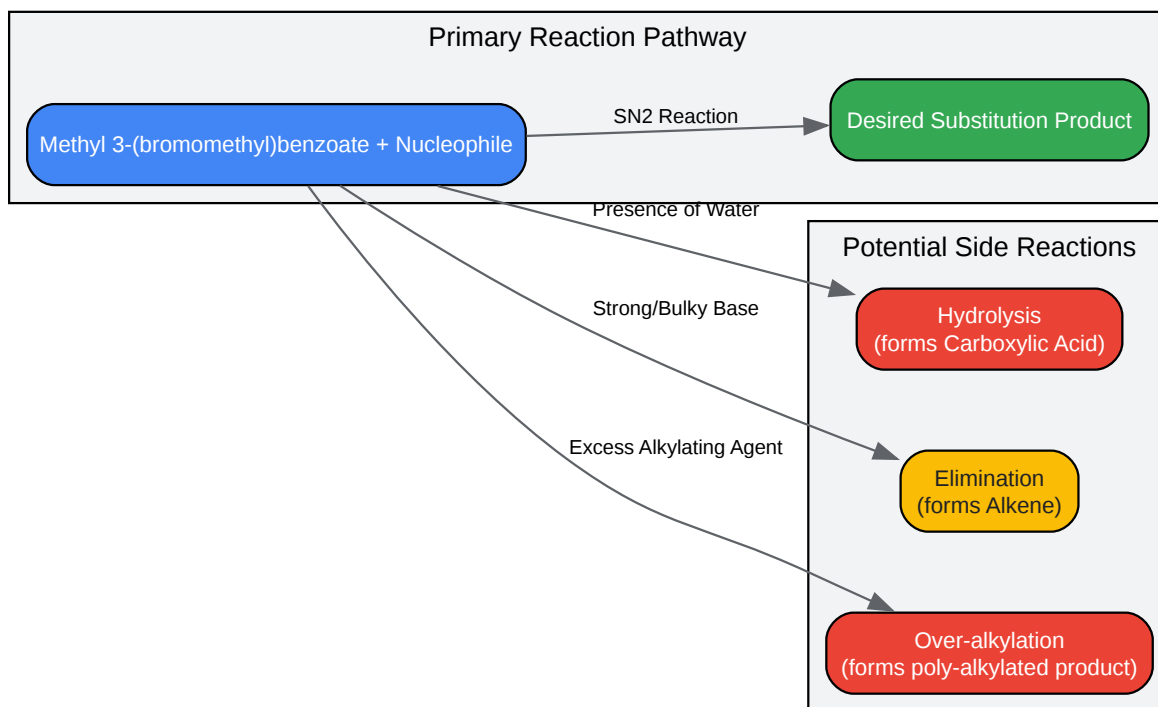 Primary Reaction Pathway
Methyl 3-(bromomethyl)benzoate + Nucleophile
SN2 Reaction
Desired Substitution Product
Presence of Water
Potential Side Reactions
Hydrolysis
(forms Carboxylic Acid)
Strong/Bulky Base
Elimination
(forms Alkene)
Excess Alkylating Agent
Over-alkylation
(forms poly-alkylated product)